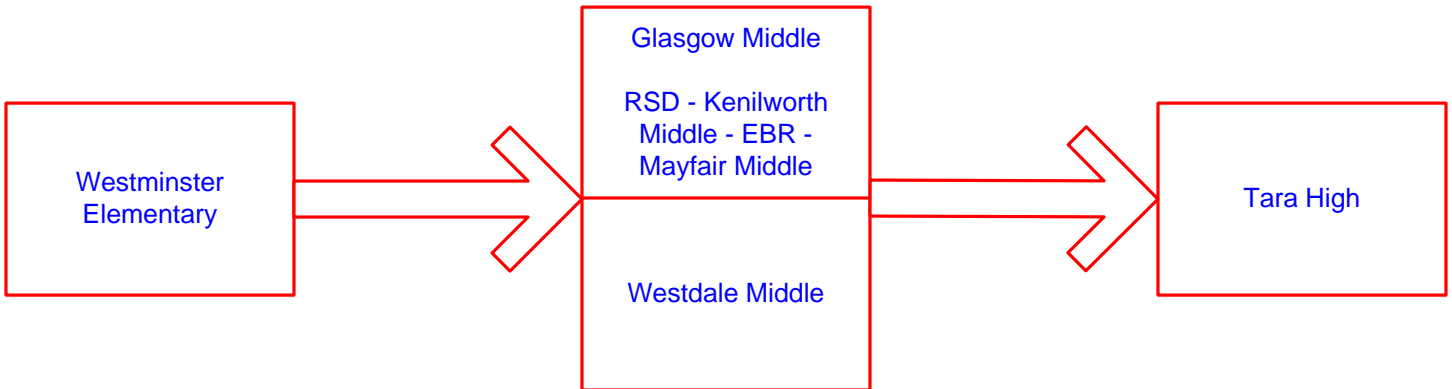 Westminster
Elementary
Glasgow Middle
RSD - Kenilworth
Middle - EBR -
Mayfair Middle
Westdale Middle
Tara High